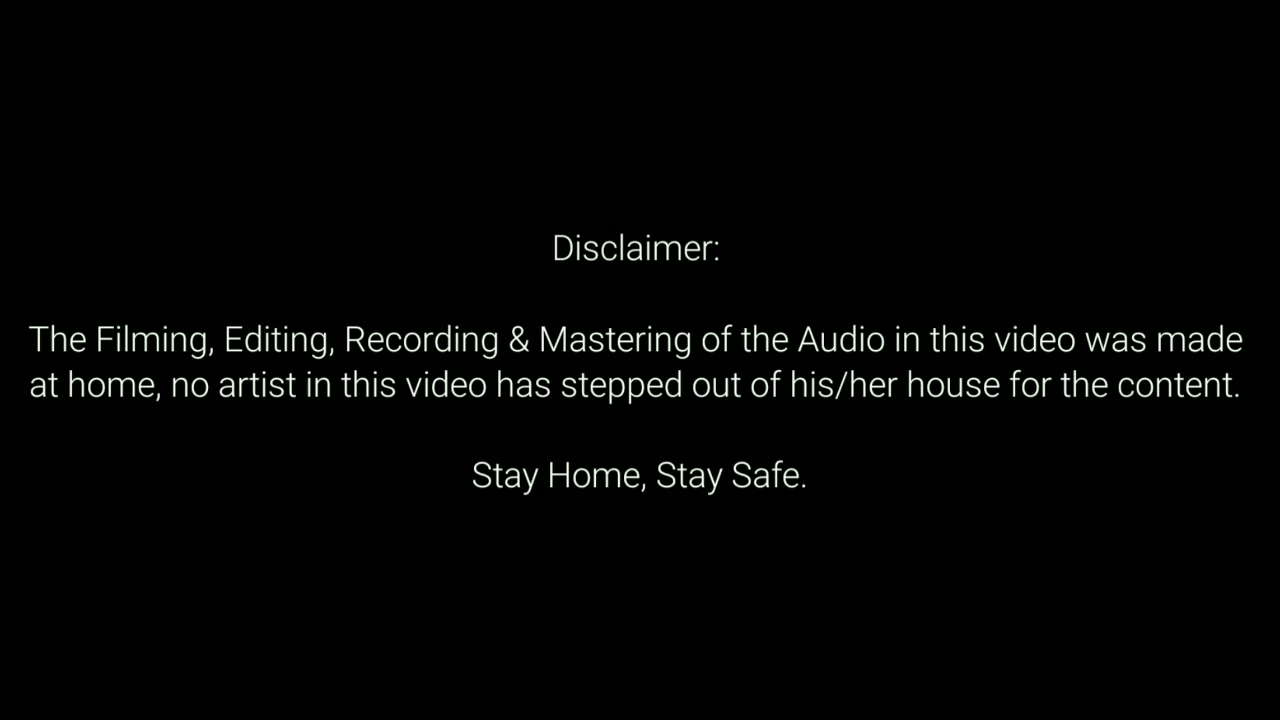 Disclaimer:
The Filming, Editing, Recording & Mastering of the Audio in this video was made
at home, no artist in this video has stepped out of his/her house for the content.
Stay Home, Stay Safe.